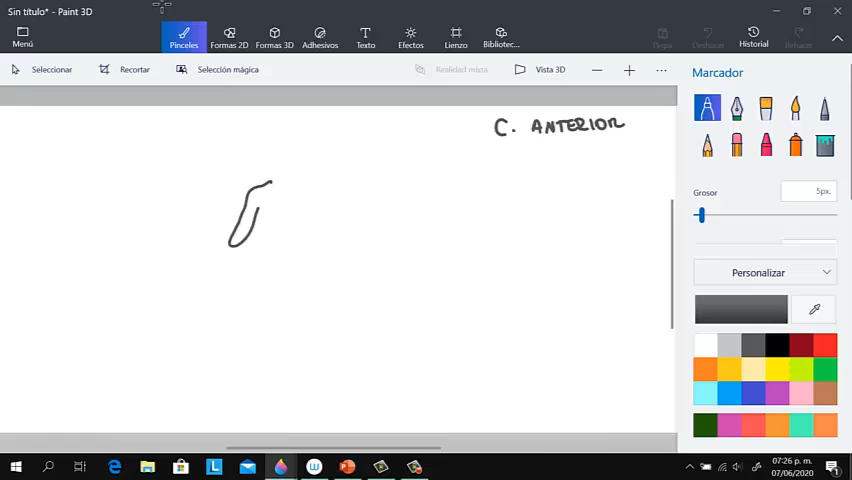 Sin título* - Paint 3D
Menú
Pinceles
Formas 2D
Formas 3D
Adhesivos
Texto
Efectos
Lienzo
Bibliotec...
Pegar
Deshacer
Historial
Rehacer
Seleccionar
Recortar
Selección mágica
Realidad mixta
Vista 3D
Marcador
C. ANTERIOR
Grosor
5px.
Personalizar
07:26 p. m.
07/06/2020